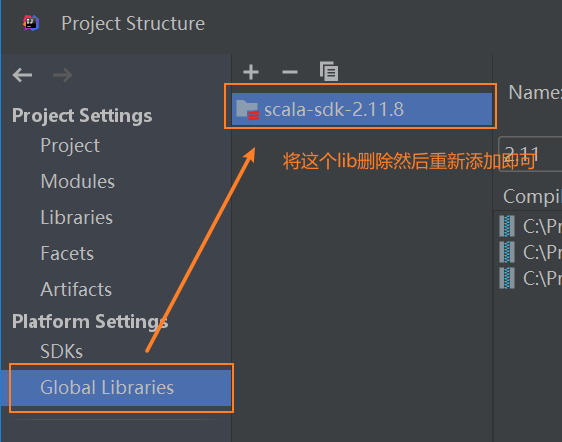 Project Structure
Project Settings
Project
Modules
Libraries
Facets
Artifacts
Platform Settings
SDKs
Global Libraries
scala-sdk-2.11.8
将这个lib删除然后重新添加即可
Name:
2.11
Compil
C:\Pr
C:\Pr
C:\Pr